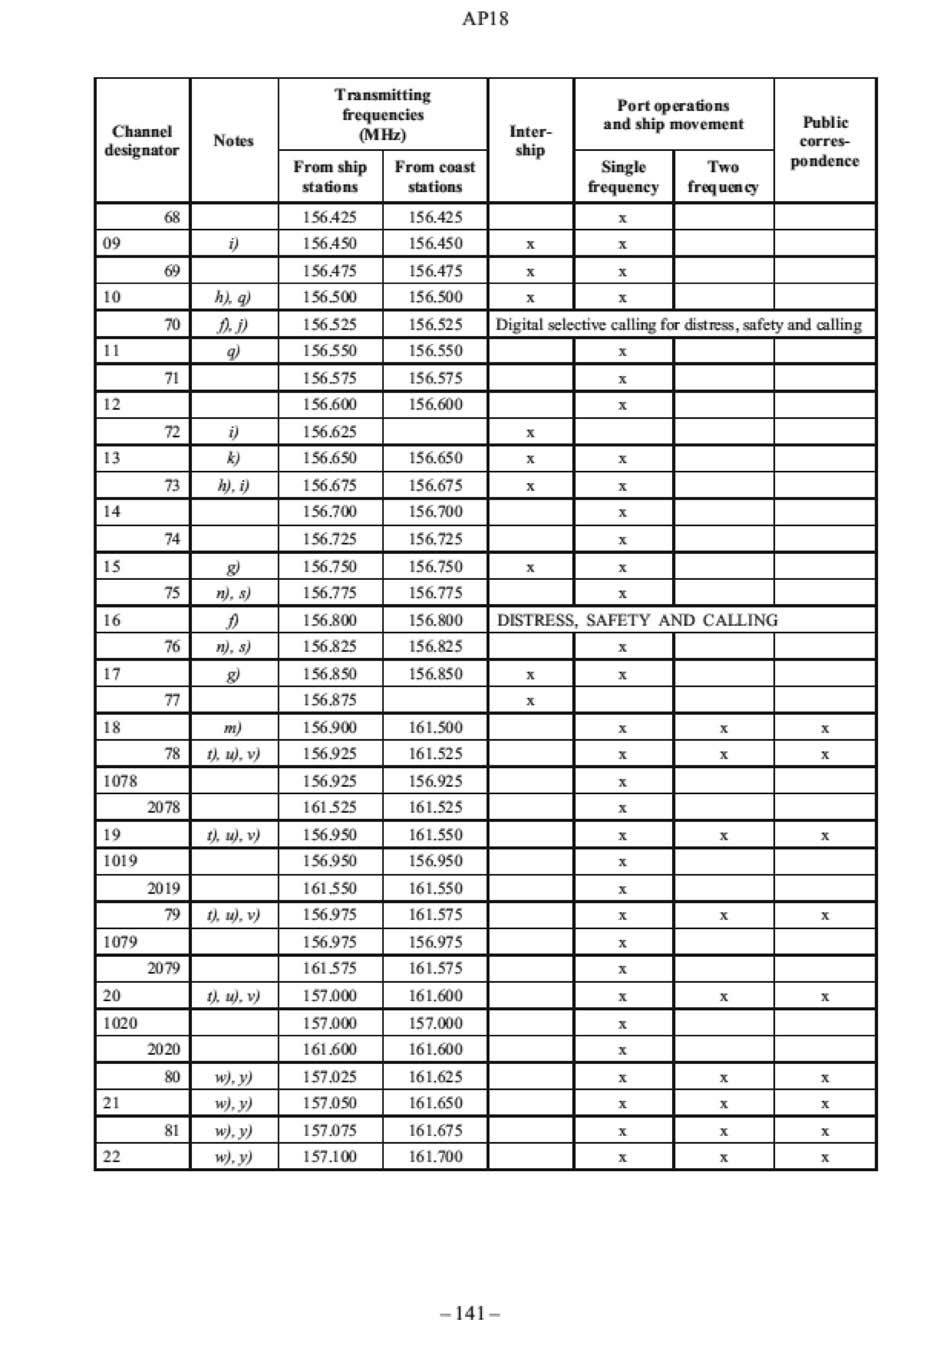 AP18
Channel designator Notes Transmitting frequencies (MHz) Inter-ship Port operations and ship movement Public corres-pondence
From ship stations From coast stations Single frequency Two frequency
68 156.425 156.425 x
09 i) 156.450 156.450 x x
69 156.475 156.475 x x
10 h), q) 156.500 156.500 x x
70 f), j) 156.525 156.525 Digital selective calling for distress, safety and calling
11 q) 156.550 156.550 x
71 156.575 156.575 x
12 156.600 156.600 x
72 i) 156.625 x
13 k) 156.650 156.650 x x
73 h), i) 156.675 156.675 x x
14 156.700 156.700 x
74 156.725 156.725 x
15 g) 156.750 156.750 x x
75 n), s) 156.775 156.775 x
16 f) 156.800 156.800 DISTRESS, SAFETY AND CALLING
76 n), s) 156.825 156.825 x
17 g) 156.850 156.850 x x
77 156.875 x
18 m) 156.900 161.500 x x x
78 t), u), v) 156.925 161.525 x x x
1078 156.925 156.925 x
2078 161.525 161.525 x
19 t), u), v) 156.950 161.550 x x x
1019 156.950 156.950 x
2019 161.550 161.550 x
79 t), u), v) 156.975 161.575 x x x
1079 156.975 156.975 x
2079 161.575 161.575 x
20 t), u), v) 157.000 161.600 x x x
1020 157.000 157.000 x
2020 161.600 161.600 x
80 w), y) 157.025 161.625 x x x
21 w), y) 157.050 161.650 x x x
81 w), y) 157.075 161.675 x x x
22 w), y) 157.100 161.700 x x x
– 141 –